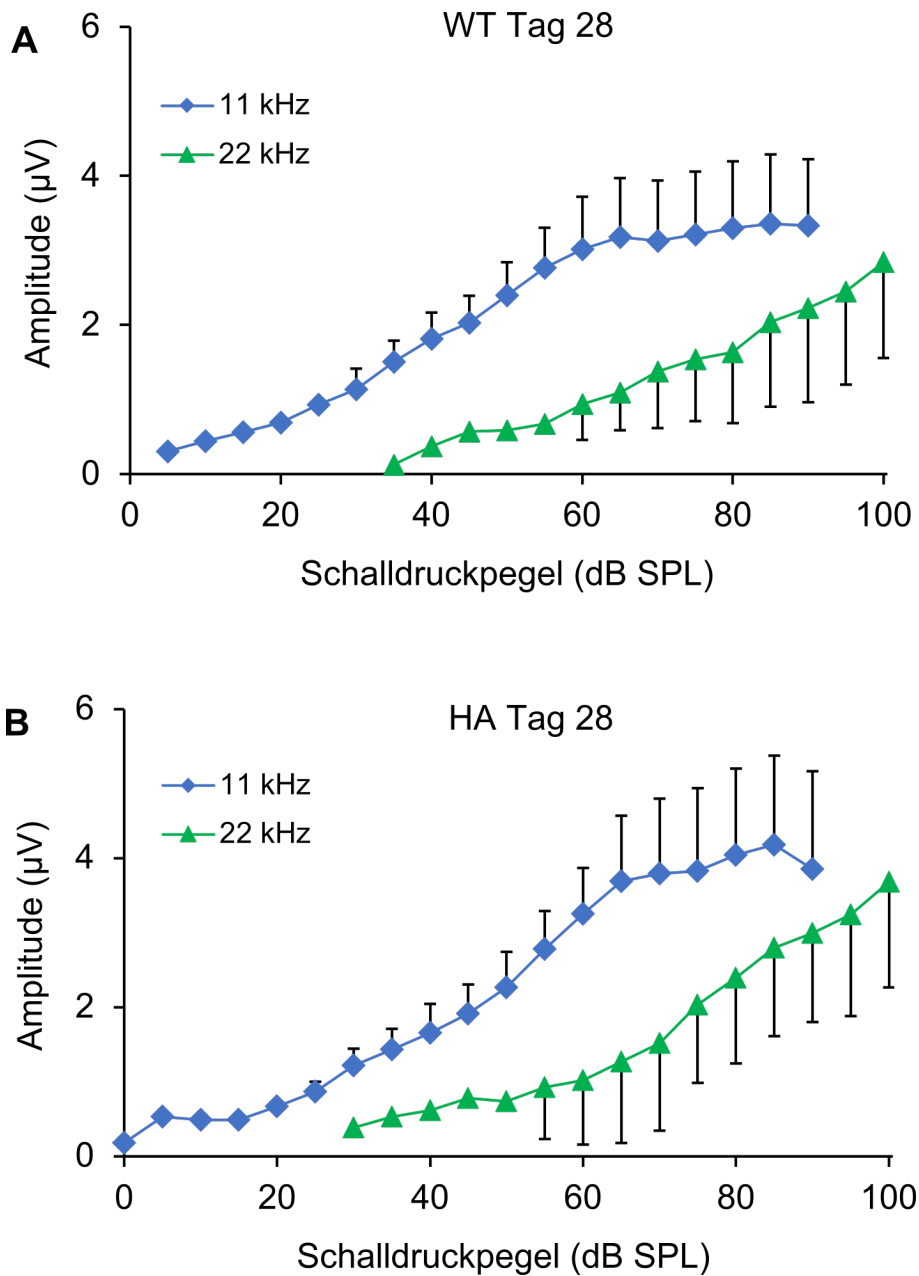 A
WT Tag 28
11 kHz
22 kHz
Amplitude (µV)
6
4
2
0
0 20 40 60 80 100
Schalldruckpegel (dB SPL)
B
HA Tag 28
11 kHz
22 kHz
Amplitude (µV)
6
4
2
0
0 20 40 60 80 100
Schalldruckpegel (dB SPL)